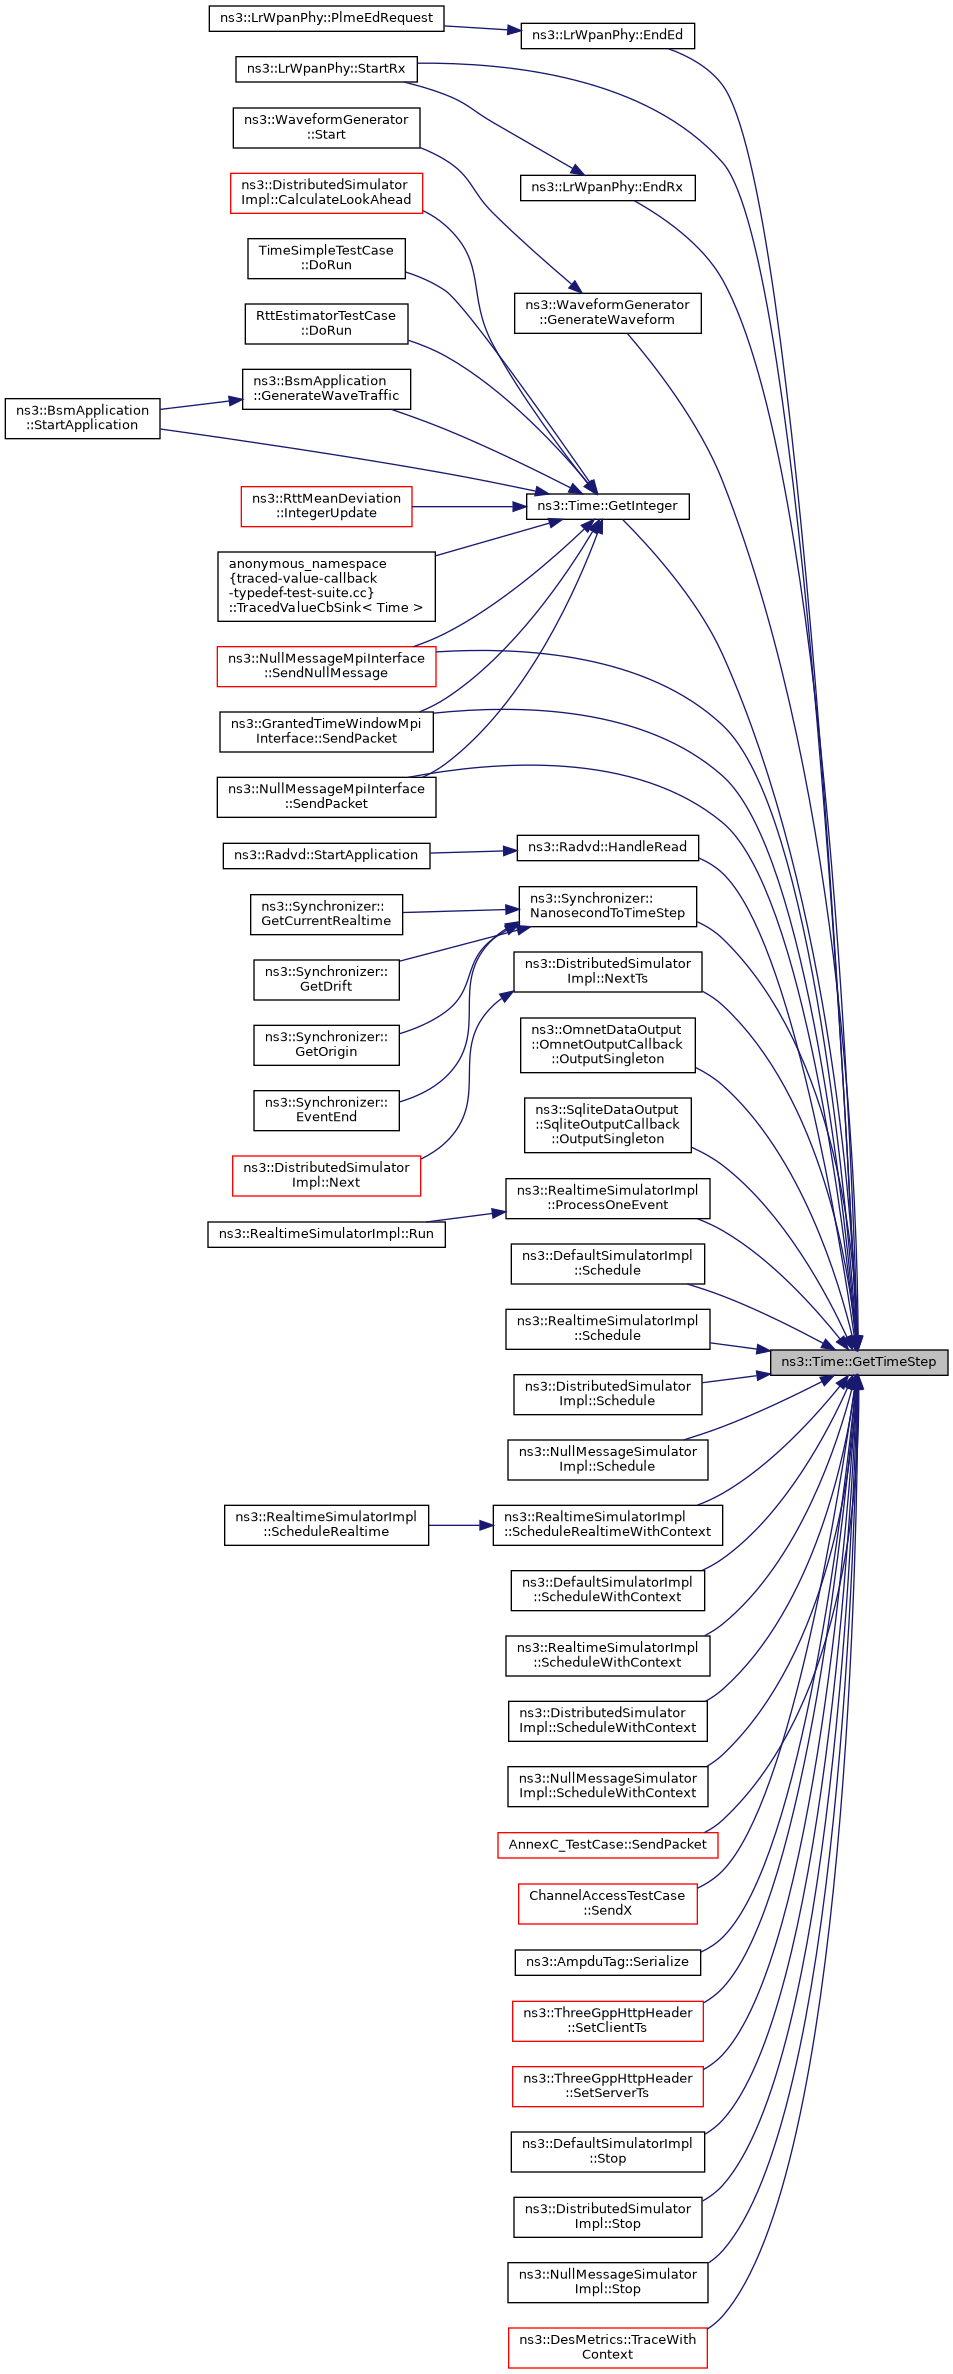 ns3::LrWpanPhy::PlmeEdRequest
ns3::LrWpanPhy::EndEd
ns3::LrWpanPhy::StartRx
ns3::WaveformGenerator
::Start
ns3::DistributedSimulator
Impl::CalculateLookAhead
ns3::LrWpanPhy::EndRx
TimeSimpleTestCase
::DoRun
ns3::WaveformGenerator
::GenerateWaveform
RttEstimatorTestCase
::DoRun
ns3::BsmApplication
::GenerateWaveTraffic
ns3::BsmApplication
::StartApplication
ns3::RttMeanDeviation
::IntegerUpdate
ns3::Time::GetInteger
anonymous_namespace
{traced-value-callback
-typedef-test-suite.cc}
::TracedValueCbSink< Time >
ns3::NullMessageMpiInterface
::SendNullMessage
ns3::GrantedTimeWindowMpi
Interface::SendPacket
ns3::NullMessageMpiInterface
::SendPacket
ns3::Radvd::StartApplication
ns3::Radvd::HandleRead
ns3::Synchronizer::
GetCurrentRealtime
ns3::Synchronizer::
NanosecondToTimeStep
ns3::Synchronizer::
GetDrift
ns3::DistributedSimulator
Impl::NextTs
ns3::Synchronizer::
GetOrigin
ns3::OmnetDataOutput
::OmnetOutputCallback
::OutputSingleton
ns3::Synchronizer::
EventEnd
ns3::SqliteDataOutput
::SqliteOutputCallback
::OutputSingleton
ns3::DistributedSimulator
Impl::Next
ns3::RealtimeSimulatorImpl
::ProcessOneEvent
ns3::RealtimeSimulatorImpl::Run
ns3::DefaultSimulatorImpl
::Schedule
ns3::RealtimeSimulatorImpl
::Schedule
ns3::Time::GetTimeStep
ns3::DistributedSimulator
Impl::Schedule
ns3::NullMessageSimulator
Impl::Schedule
ns3::RealtimeSimulatorImpl
::ScheduleRealtime
ns3::RealtimeSimulatorImpl
::ScheduleRealtimeWithContext
ns3::DefaultSimulatorImpl
::ScheduleWithContext
ns3::RealtimeSimulatorImpl
::ScheduleWithContext
ns3::DistributedSimulator
Impl::ScheduleWithContext
ns3::NullMessageSimulator
Impl::ScheduleWithContext
AnnexC_TestCase::SendPacket
ChannelAccessTestCase
::SendX
ns3::AmpduTag::Serialize
ns3::ThreeGppHttpHeader
::SetClientTs
ns3::ThreeGppHttpHeader
::SetServerTs
ns3::DefaultSimulatorImpl
::Stop
ns3::DistributedSimulator
Impl::Stop
ns3::NullMessageSimulator
Impl::Stop
ns3::DesMetrics::TraceWith
Context